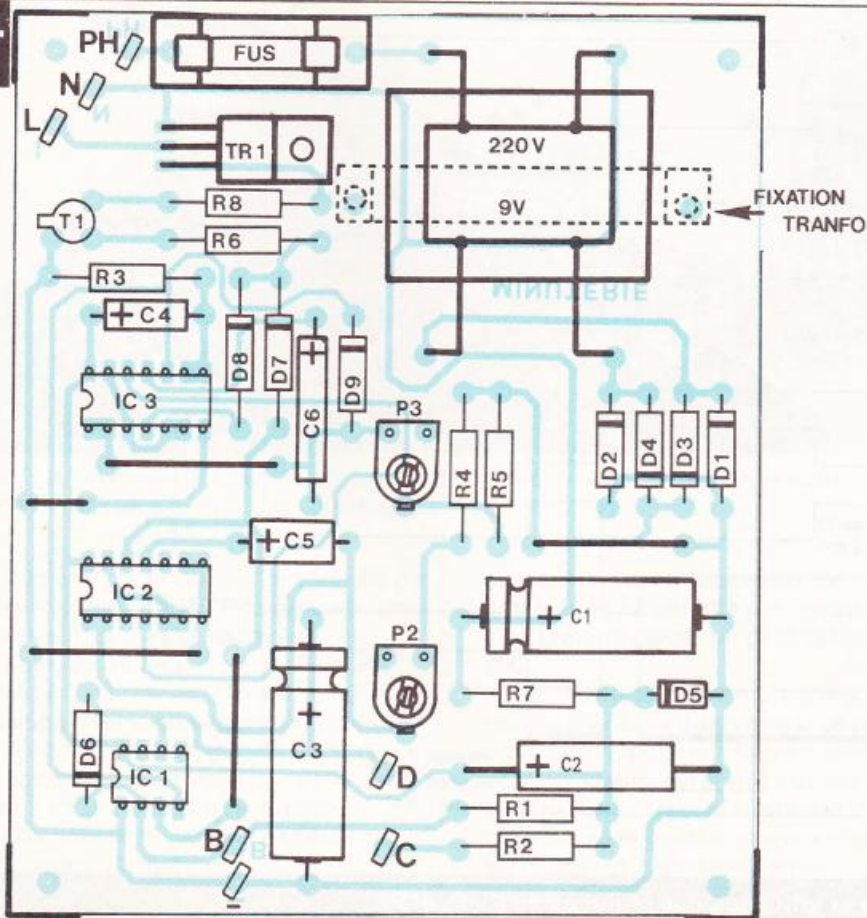 PH
FUS
N
L
TR1
220V
9V
FIXATION
TRANFO
R8
T1
R6
R3
MINUTERIE
+ C4
D8
D7
+
C6
D9
IC 3
P3
R4
R5
D2
D4
D3
D1
+ C5
IC 2
+ C1
P2
R7
D5
+
C3
D6
IC 1
D
+ C2
R1
B
B
C
R2
-